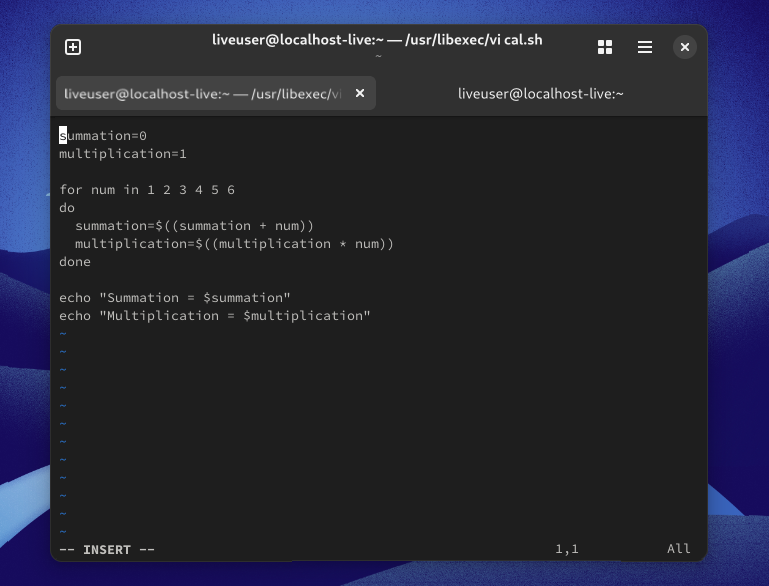 liveuser@localhost-live:~ — /usr/libexec/vi cal.sh
~
liveuser@localhost-live:~ — /usr/libexec/vi
liveuser@localhost-live:~
summation=0
multiplication=1

for num in 1 2 3 4 5 6
do
  summation=$((summation + num))
  multiplication=$((multiplication * num))
done

echo "Summation = $summation"
echo "Multiplication = $multiplication"
~
~
~
~
~
~
~
~
~
~
~
~
-- INSERT -- 1,1 All